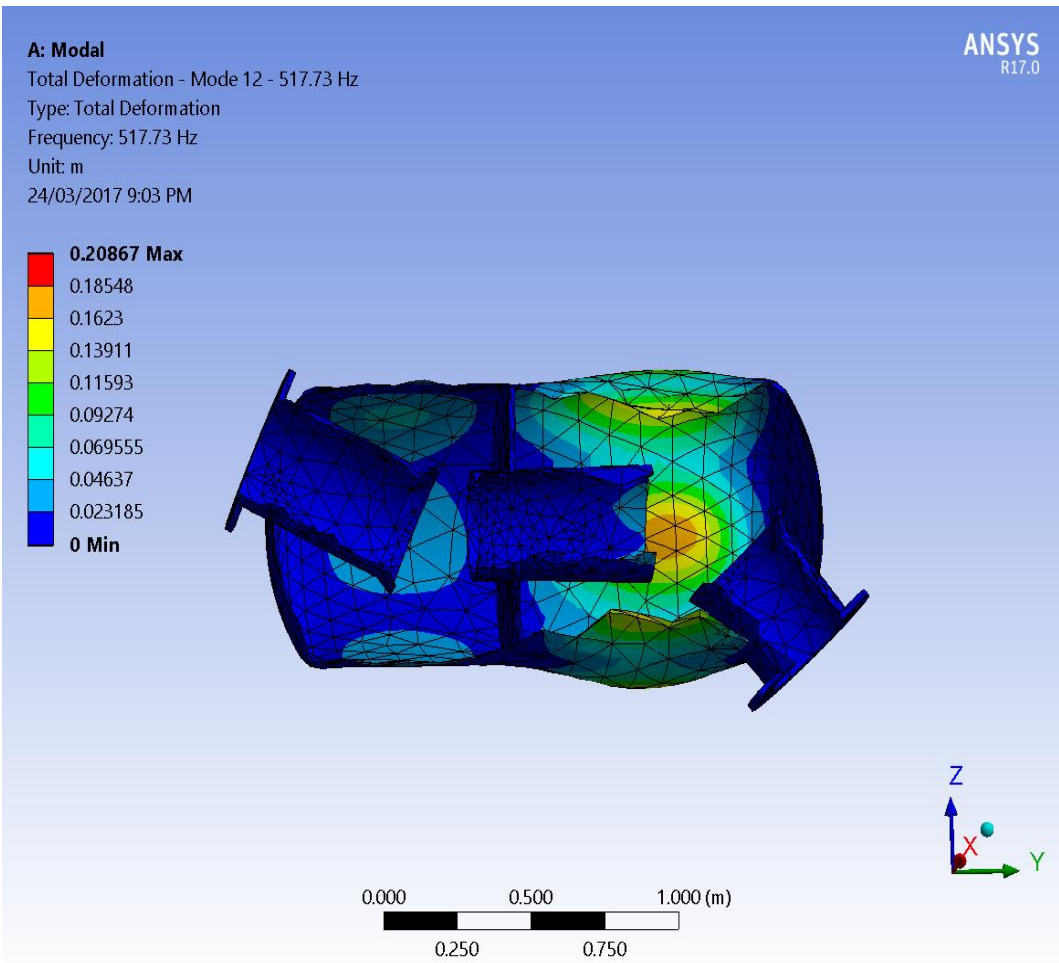 A: Modal
Total Deformation - Mode 12 - 517.73 Hz
Type: Total Deformation
Frequency: 517.73 Hz
Unit: m
24/03/2017 9:03 PM
ANSYS
R17.0
0.20867 Max
0.18548
0.1623
0.13911
0.11593
0.09274
0.069555
0.04637
0.023185
0 Min
Z
X
Y
0.000 0.500 1.000 (m)
0.250 0.750